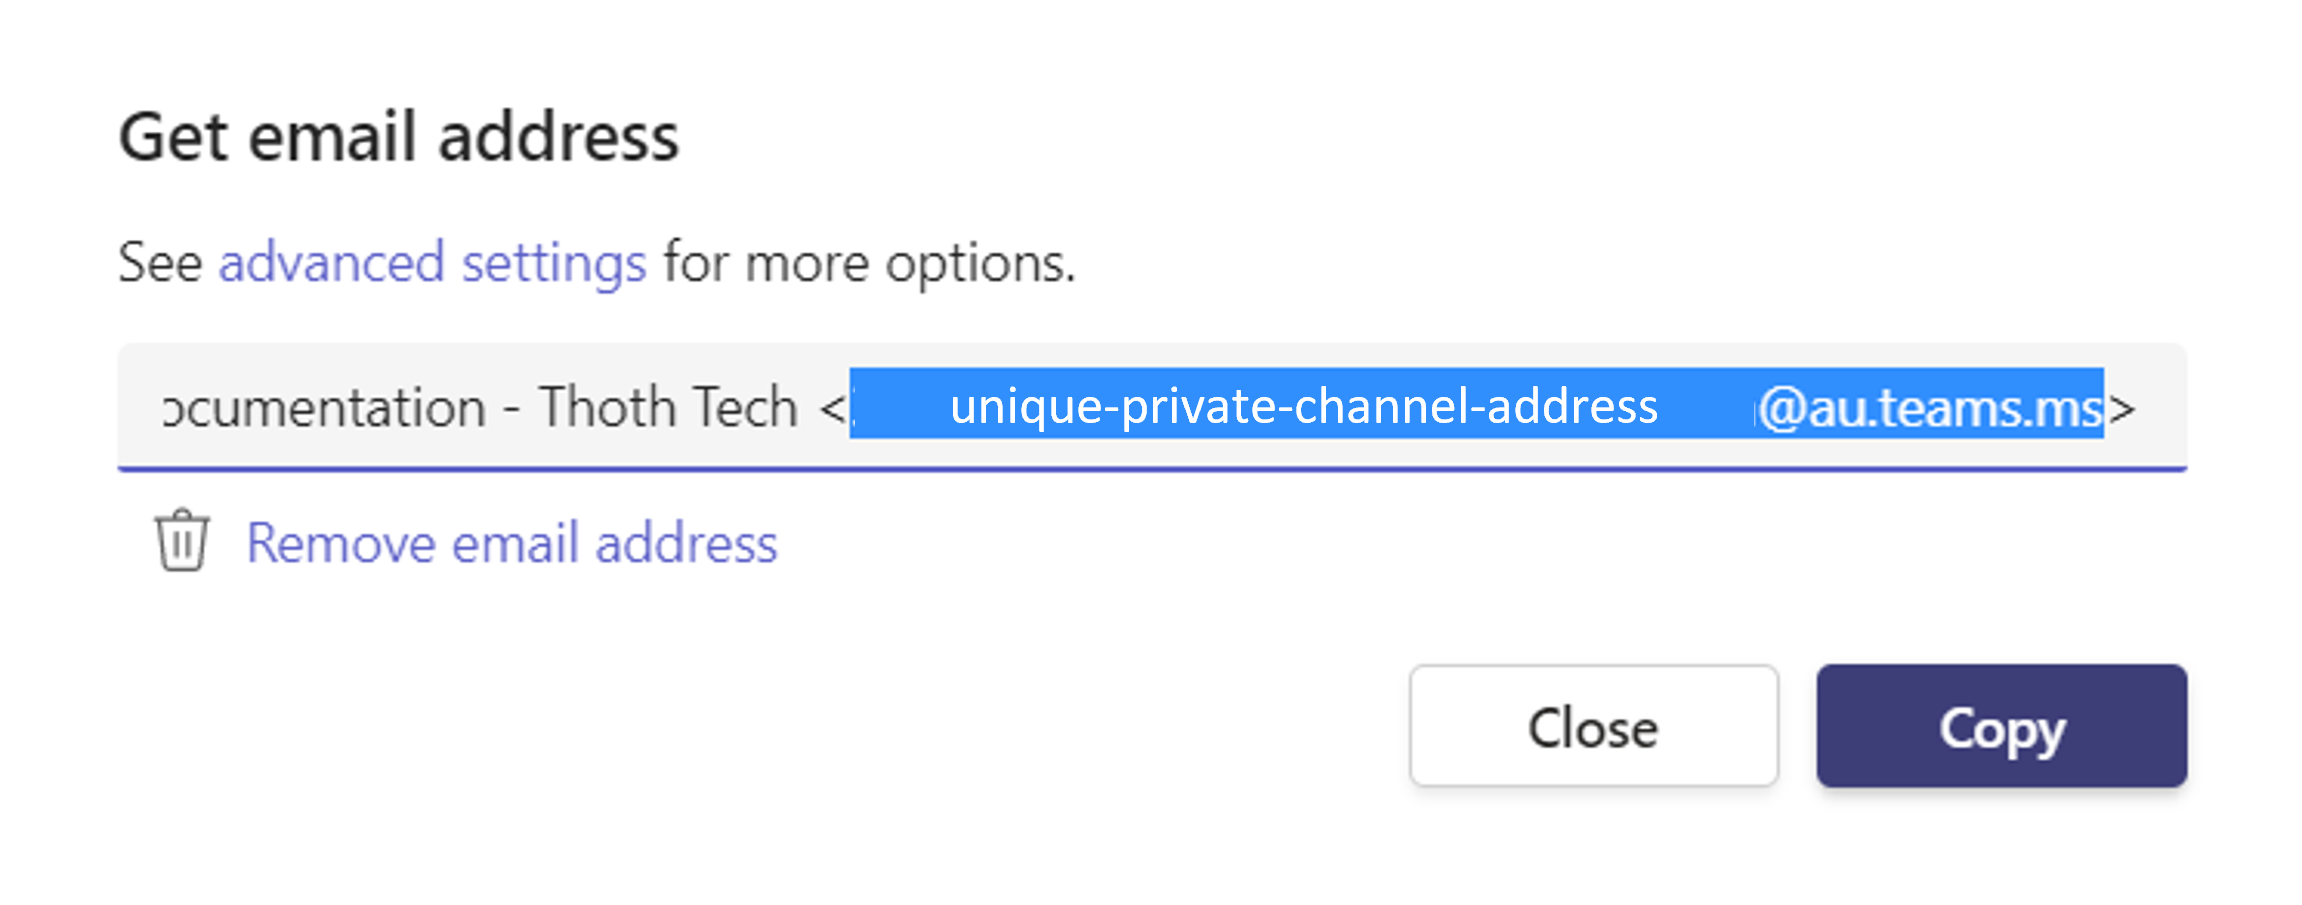 Get email address
See advanced settings for more options.
ocumentation - Thoth Tech <unique-private-channel-address @au.teams.ms>
Remove email address
Close Copy